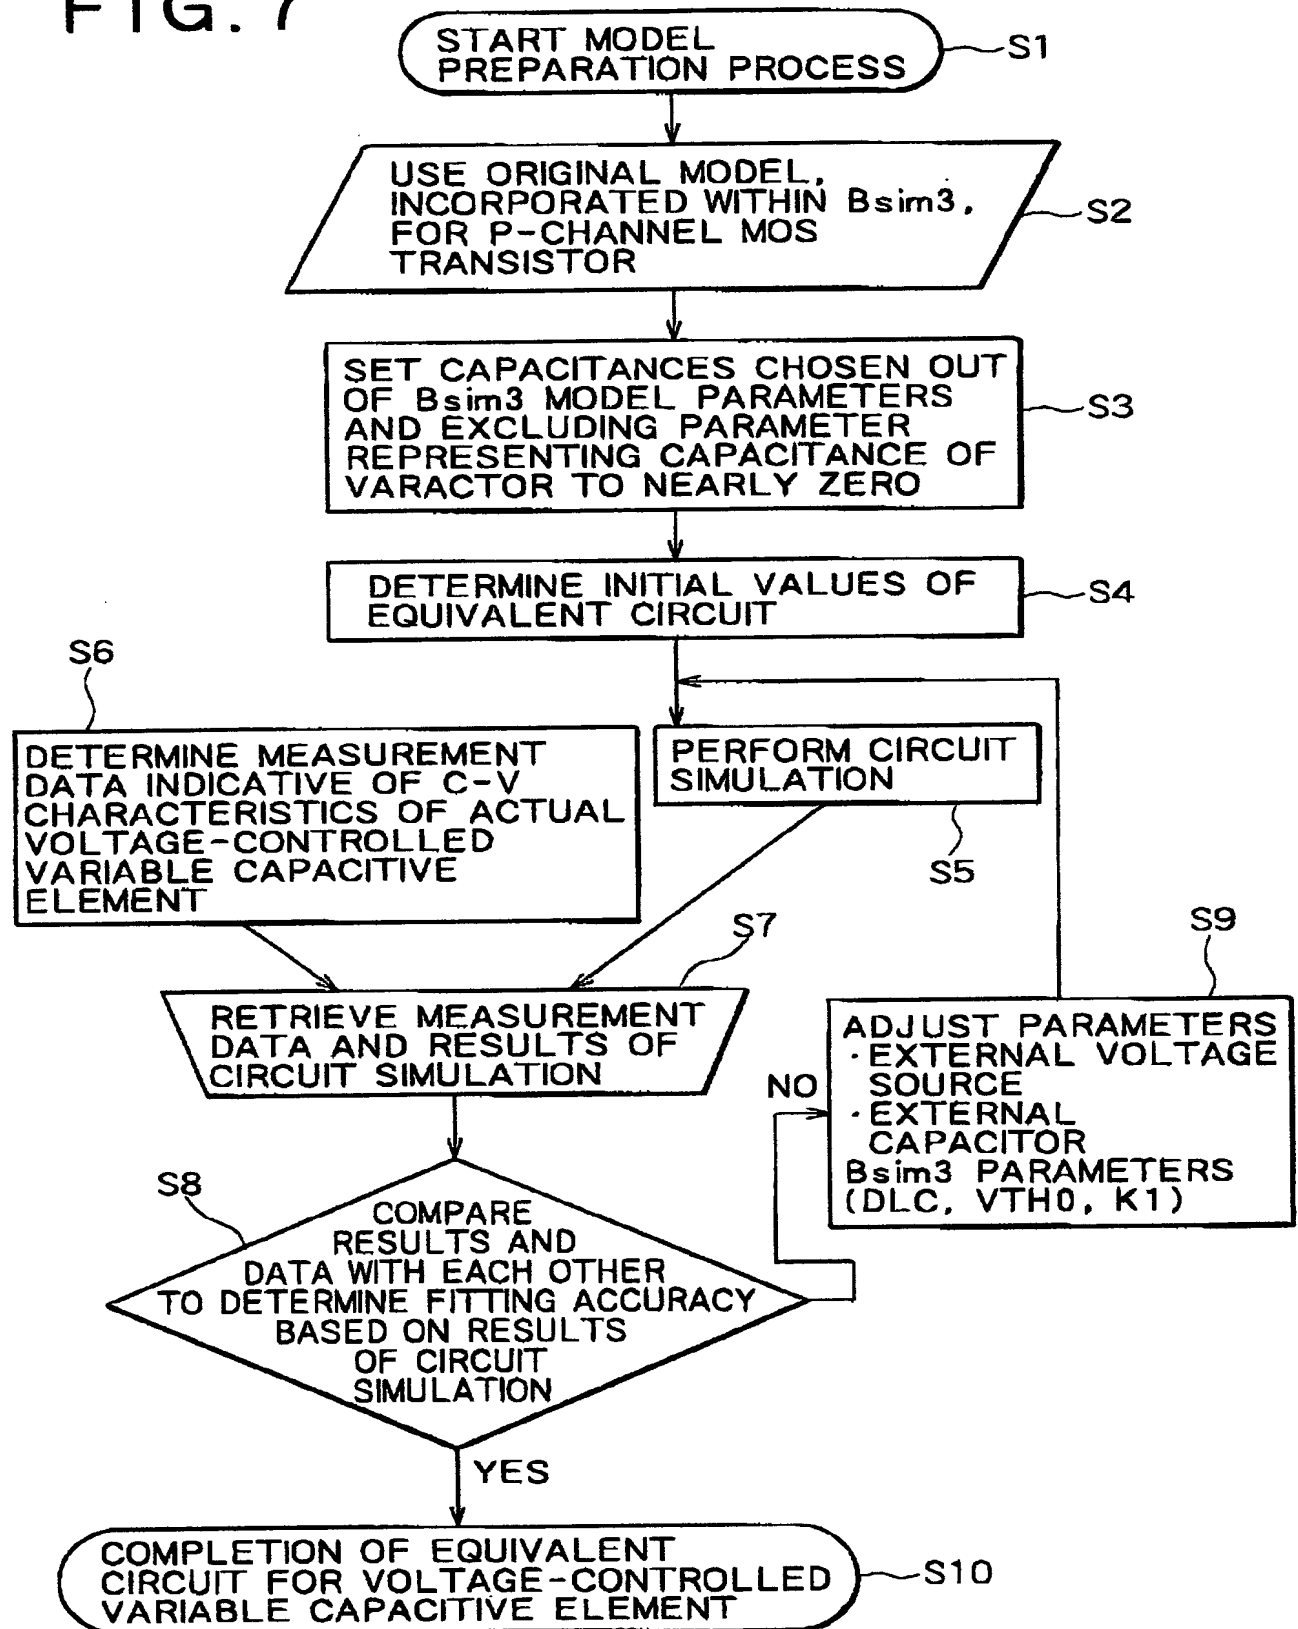 FIG. 7
START MODEL
PREPARATION PROCESS
S1
USE ORIGINAL MODEL,
INCORPORATED WITHIN Bsim3,
FOR P-CHANNEL MOS
TRANSISTOR
S2
SET CAPACITANCES CHOSEN OUT
OF Bsim3 MODEL PARAMETERS
AND EXCLUDING PARAMETER
REPRESENTING CAPACITANCE OF
VARACTOR TO NEARLY ZERO
S3
DETERMINE INITIAL VALUES OF
EQUIVALENT CIRCUIT
S4
S6
DETERMINE MEASUREMENT
DATA INDICATIVE OF C-V
CHARACTERISTICS OF ACTUAL
VOLTAGE-CONTROLLED
VARIABLE CAPACITIVE
ELEMENT
PERFORM CIRCUIT
SIMULATION
S5
S7
RETRIEVE MEASUREMENT
DATA AND RESULTS OF
CIRCUIT SIMULATION
S9
ADJUST PARAMETERS
· EXTERNAL VOLTAGE
SOURCE
· EXTERNAL
CAPACITOR
Bsim3 PARAMETERS
(DLC, VTH0, K1)
NO
S8
COMPARE
RESULTS AND
DATA WITH EACH OTHER
TO DETERMINE FITTING ACCURACY
BASED ON RESULTS
OF CIRCUIT
SIMULATION
YES
COMPLETION OF EQUIVALENT
CIRCUIT FOR VOLTAGE-CONTROLLED
VARIABLE CAPACITIVE ELEMENT
S10